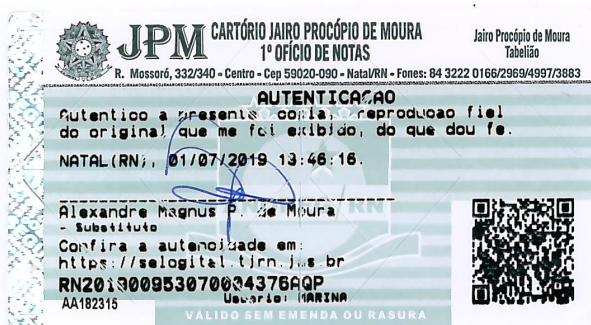 JPM
CARTÓRIO JAIRO PROCÓPIO DE MOURA
1º OFÍCIO DE NOTAS
Jairo Procópio de Moura
Tabelião
R. Mossoró, 332/340 - Centro - Cep 59020-090 - Natal/RN - Fones: 84 3222 0166/2969/4997/3883
AUTENTICACAO
Autentico a presente copia, reproducao fiel
do original que me foi exibido, do que dou fe.
NATAL(RN), 01/07/2019 13:46:16.
Alexandre Magnus P. de Moura
- Substituto
Confira a autenticidade em:
https://selodigital.tjrn.jus.br
AA182315
Usuario: MARINA
VÁLIDO SEM EMENDA OU RASURA